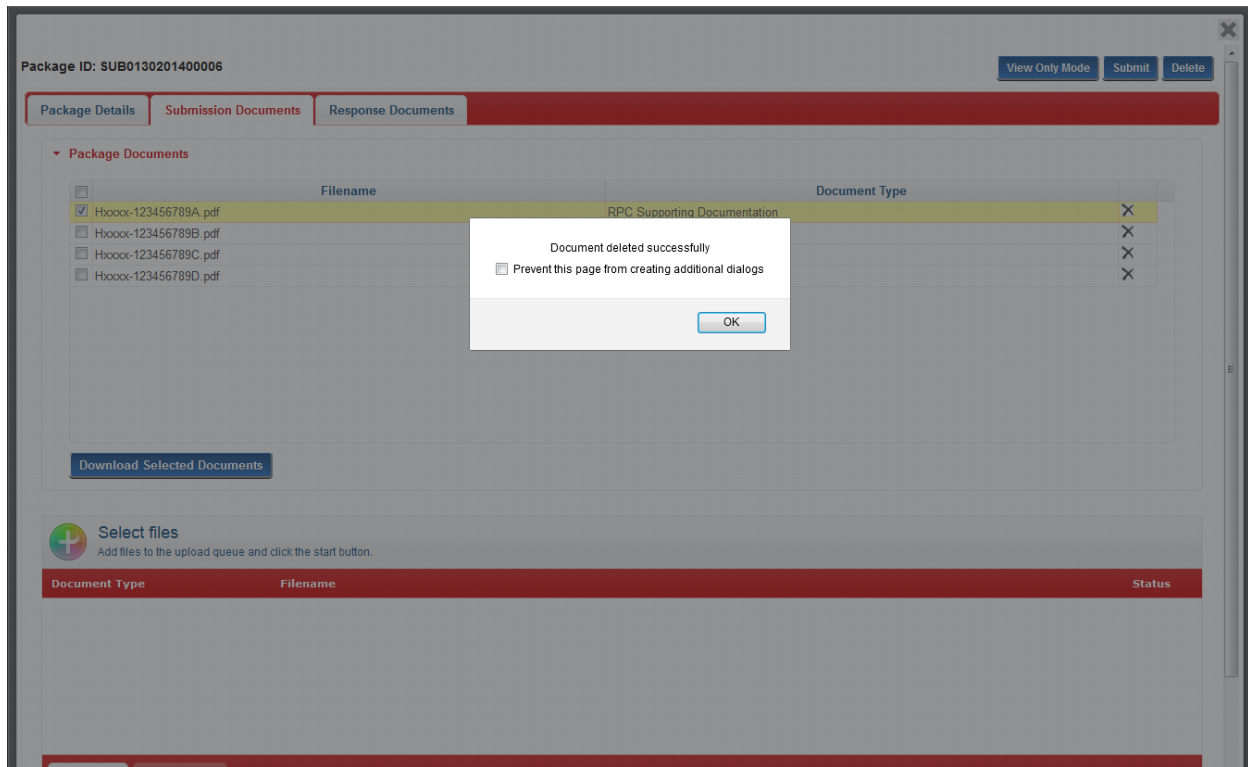 Package ID: SUB0130201400006
View Only Mode Submit Delete
Package Details Submission Documents Response Documents
Package Documents
Filename Document Type
Hxxxx-123456789A.pdf RPC Supporting Documentation
Hxxxx-123456789B.pdf
Hxxxx-123456789C.pdf
Hxxxx-123456789D.pdf
Document deleted successfully
Prevent this page from creating additional dialogs
OK
Download Selected Documents
Select files
Add files to the upload queue and click the start button.
Document Type Filename Status